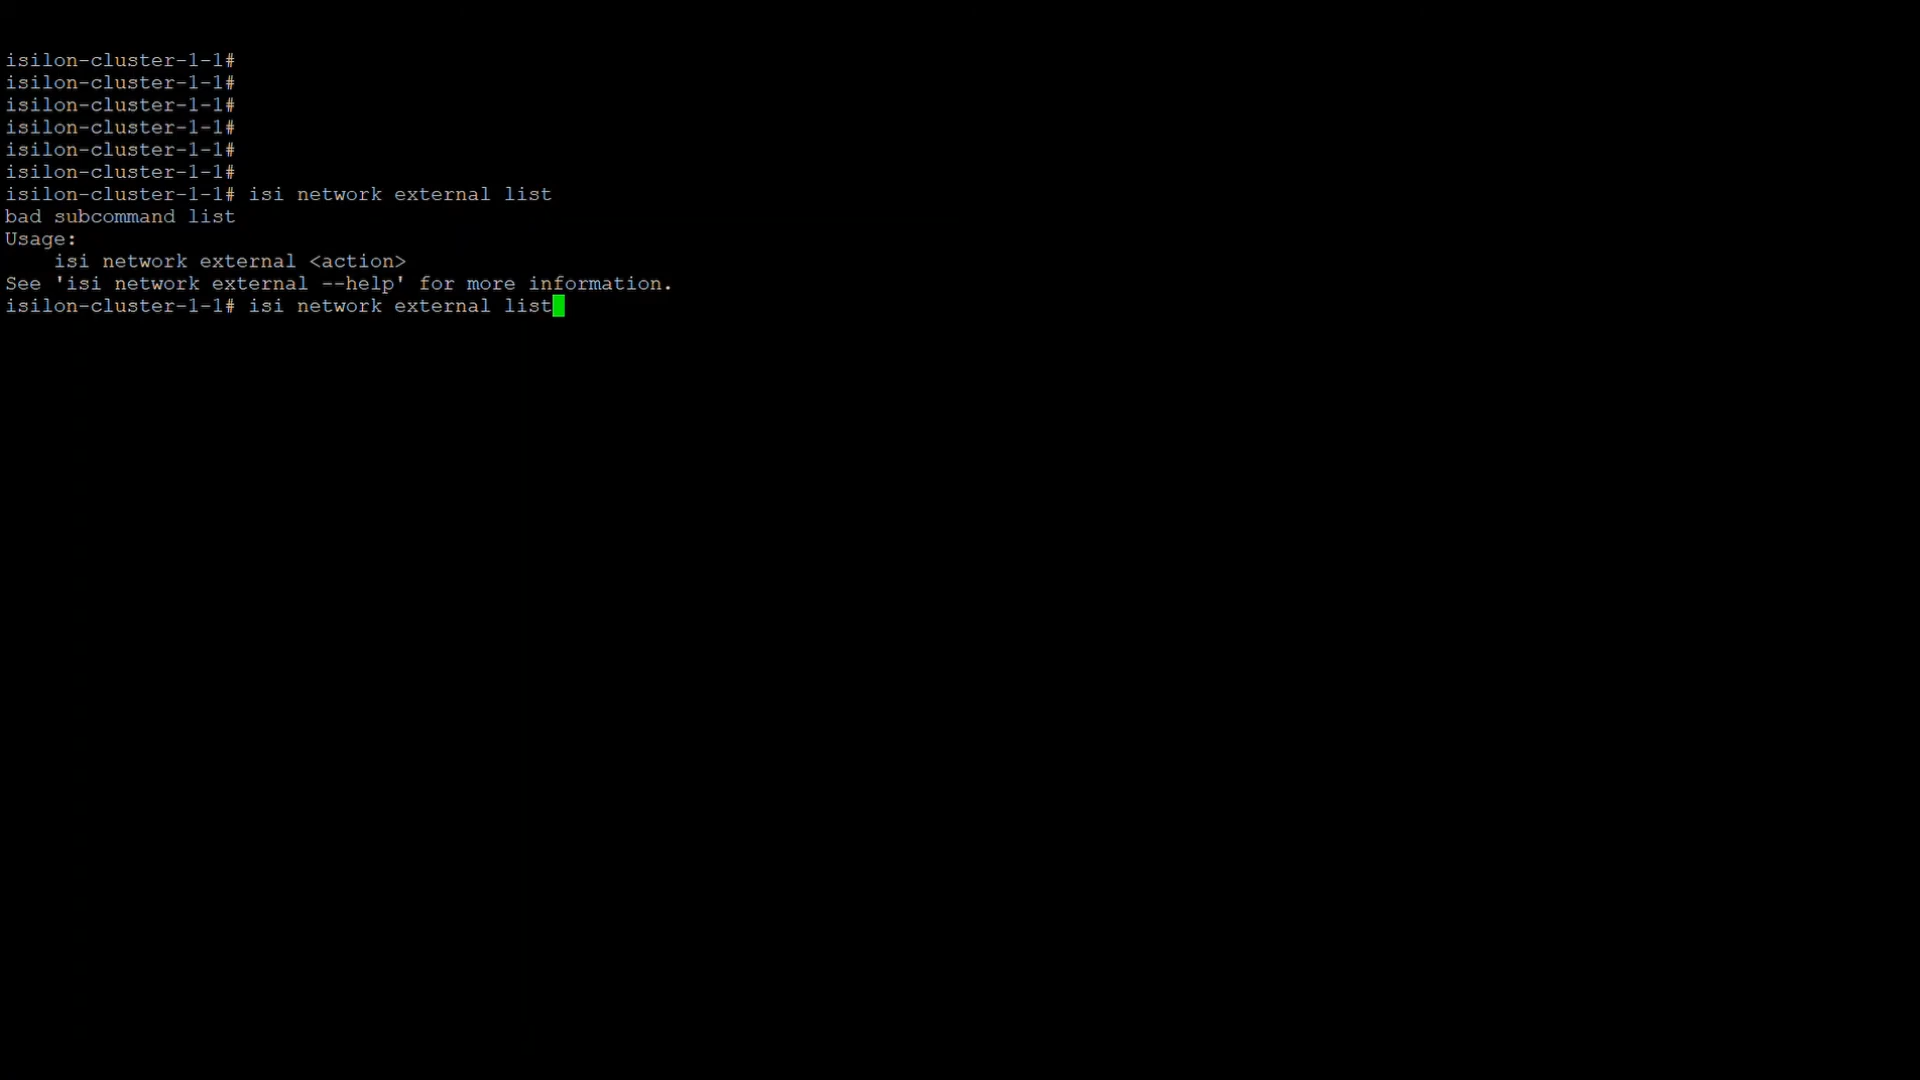 isilon-cluster-1-1#
isilon-cluster-1-1#
isilon-cluster-1-1#
isilon-cluster-1-1#
isilon-cluster-1-1#
isilon-cluster-1-1#
isilon-cluster-1-1# isi network external list
bad subcommand list
Usage:
    isi network external <action>
See 'isi network external --help' for more information.
isilon-cluster-1-1# isi network external list